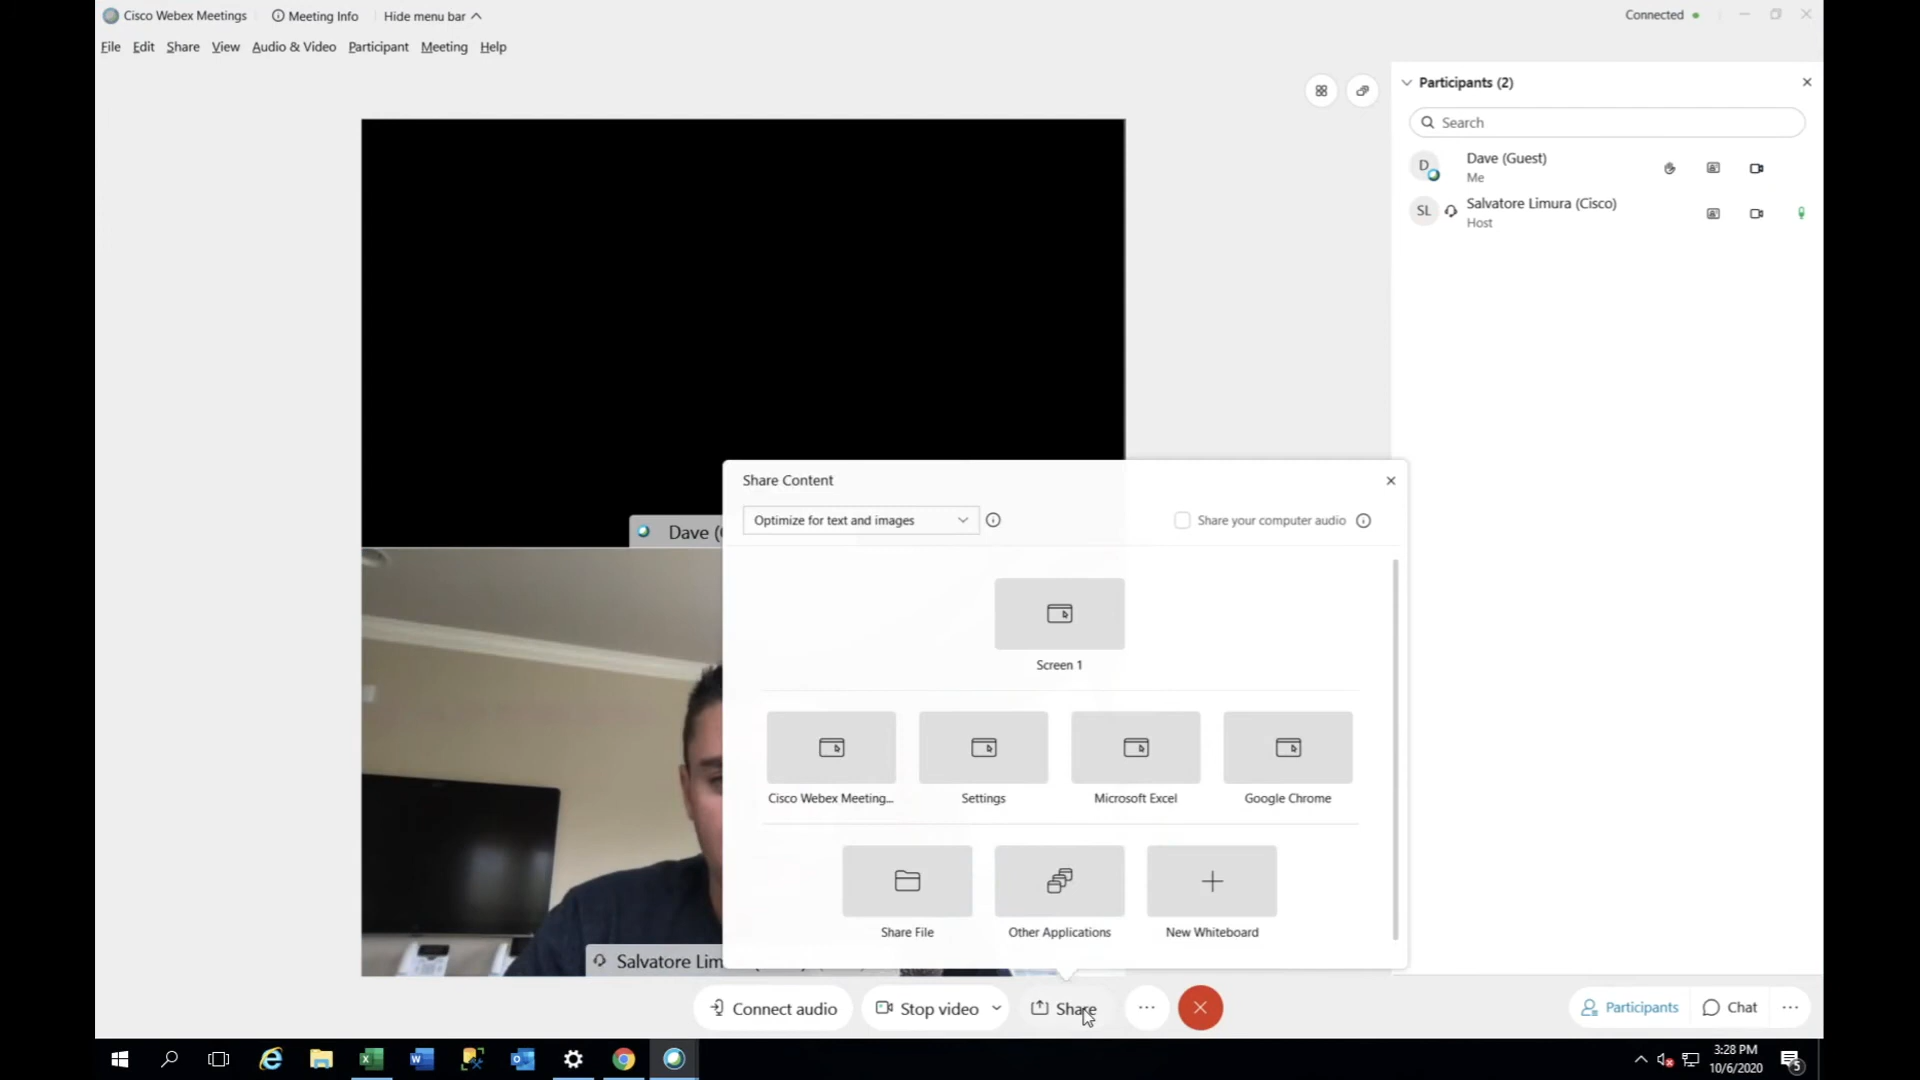 Cisco Webex Meetings
Meeting Info
Hide menu bar
Connected
File Edit Share View Audio & Video Participant Meeting Help
Participants (2)
Search
D
Dave (Guest)
Me
SL
Salvatore Limura (Cisco)
Host
Share Content
Optimize for text and images
Share your computer audio
Dave (
Screen 1
Cisco Webex Meeting...
Settings
Microsoft Excel
Google Chrome
Share File
Other Applications
New Whiteboard
Salvatore Lim
Connect audio
Stop video
Share
Participants
Chat
3:28 PM
10/6/2020
5